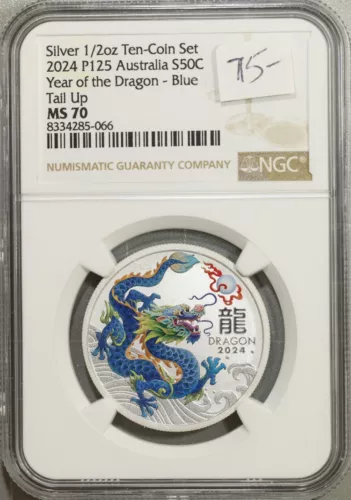 Silver 1/2oz Ten-Coin Set
2024 P125 Australia S50C
Year of the Dragon - Blue
Tail Up
MS 70
8334285-066
75-
NUMISMATIC GUARANTY COMPANY
NGC
龍
DRAGON
2024